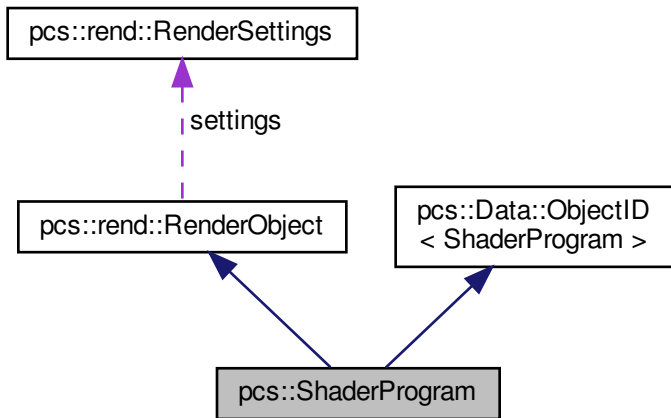 pcs::rend::RenderSettings
settings
pcs::rend::RenderObject
pcs::Data::ObjectID
< ShaderProgram >
pcs::ShaderProgram